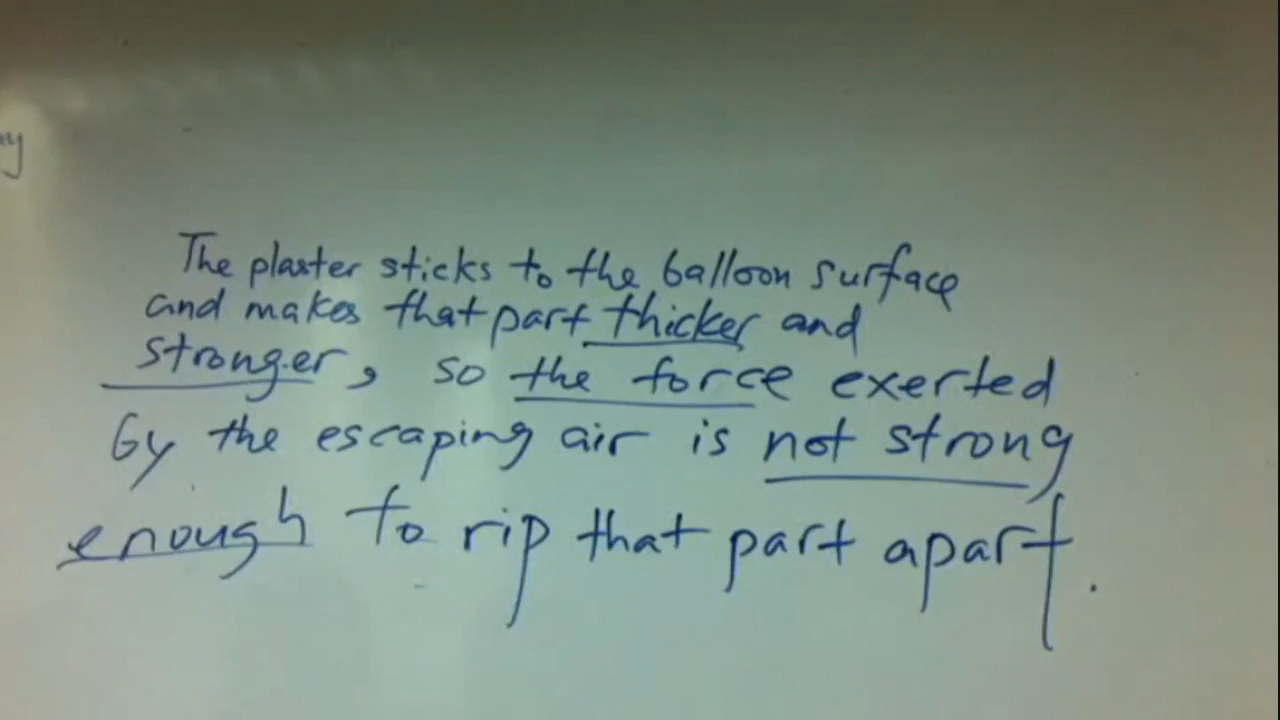 The plaster sticks to the balloon surface
and makes that part thicker and
stronger, so the force exerted
by the escaping air is not strong
enough to rip that part apart.